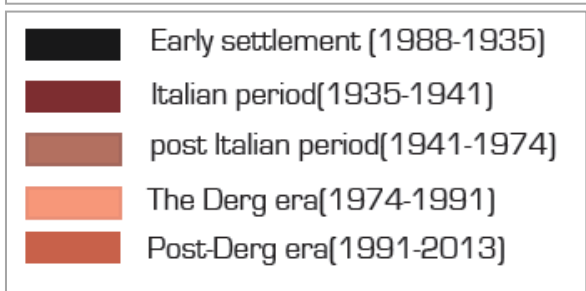 Early settlement (1988-1935)
Italian period(1935-1941)
post Italian period(1941-1974)
The Derg era(1974-1991)
Post-Derg era(1991-2013)